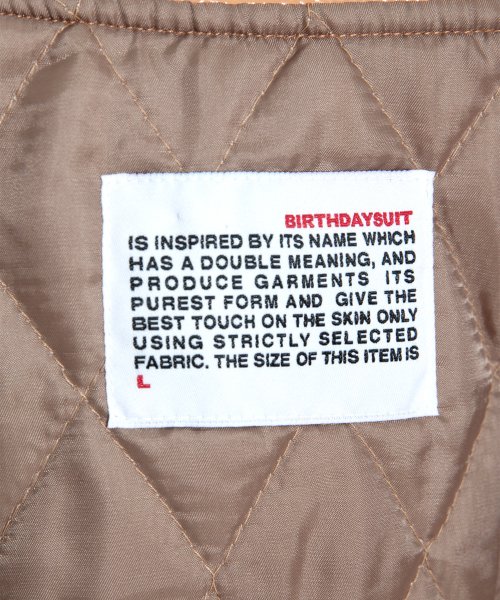 BIRTHDAYSUIT
IS INSPIRED BY ITS NAME WHICH
HAS A DOUBLE MEANING, AND
PRODUCE GARMENTS ITS
PUREST FORM AND GIVE THE
BEST TOUCH ON THE SKIN ONLY
USING STRICTLY SELECTED
FABRIC. THE SIZE OF THIS ITEM IS
L